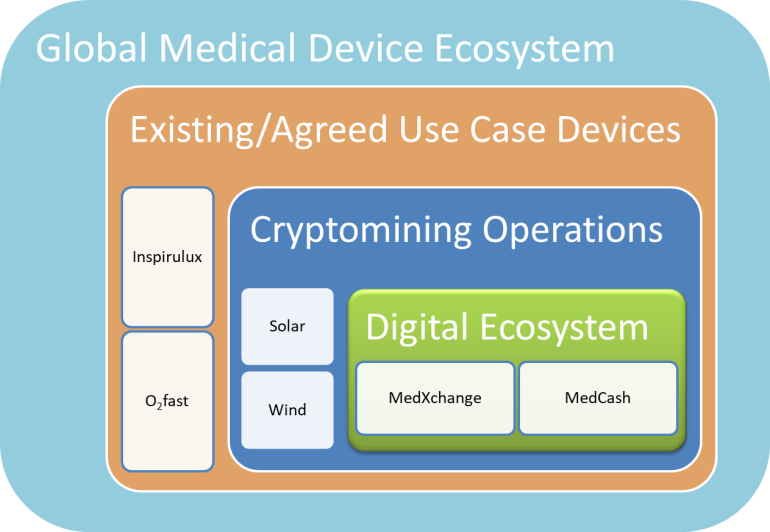 Global Medical Device Ecosystem
Existing/Agreed Use Case Devices
Cryptomining Operations
Inspirulux
Solar
Digital Ecosystem
MedXchange
MedCash
O₂fast
Wind